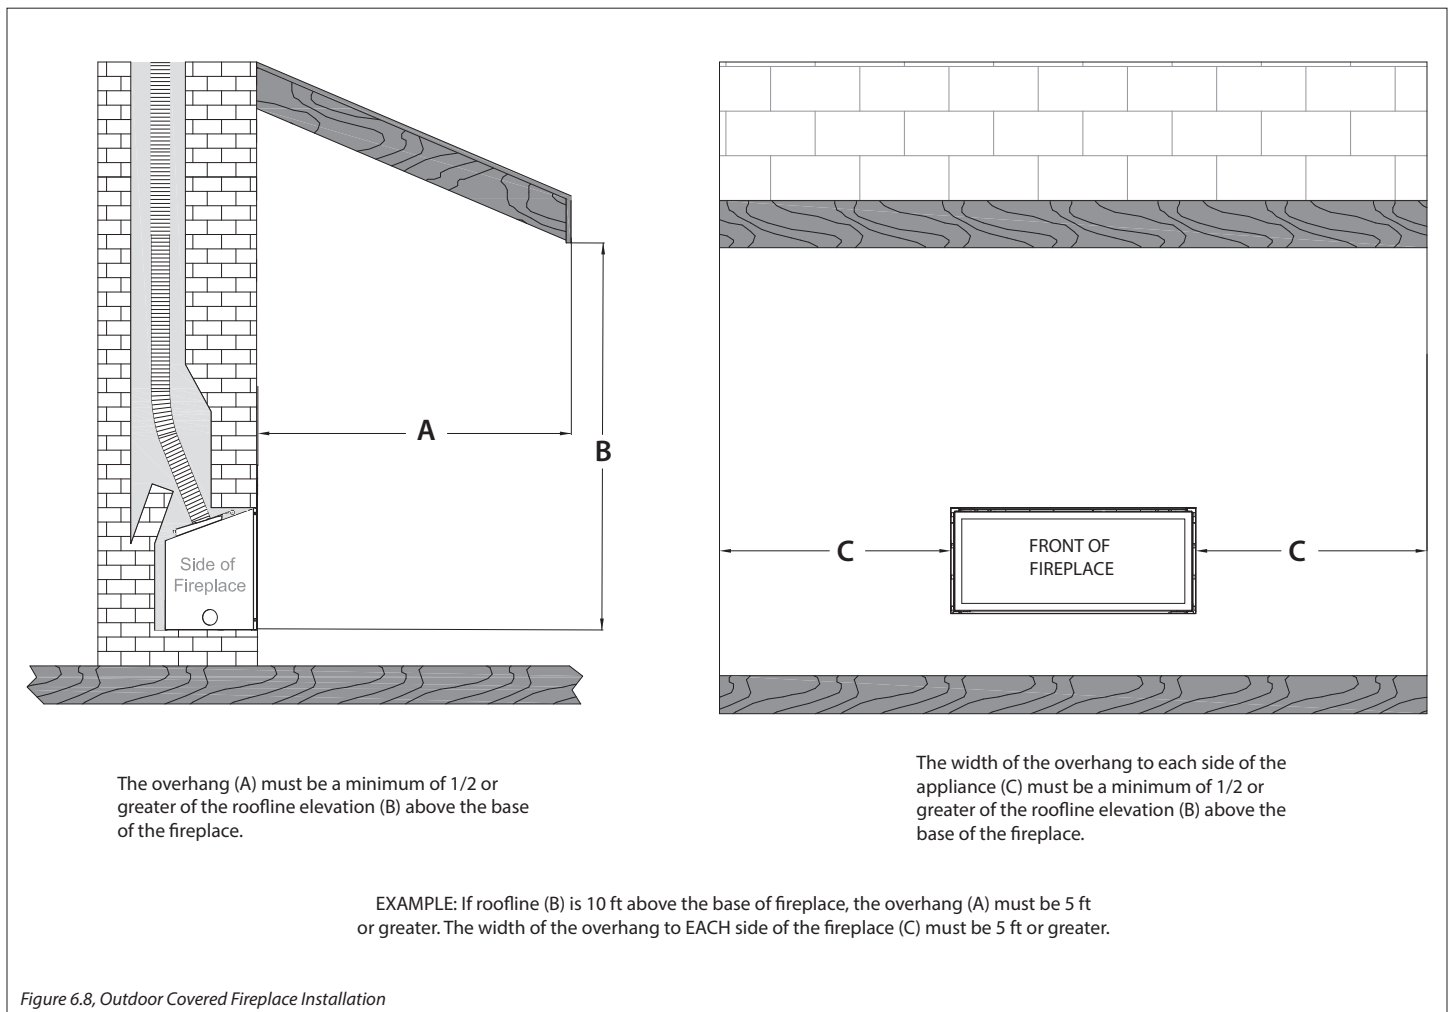 A
B
Side of
Fireplace
C
FRONT OF
FIREPLACE
C
The overhang (A) must be a minimum of 1/2 or
greater of the roofline elevation (B) above the base
of the fireplace.
The width of the overhang to each side of the
appliance (C) must be a minimum of 1/2 or
greater of the roofline elevation (B) above the
base of the fireplace.
EXAMPLE: If roofline (B) is 10 ft above the base of fireplace, the overhang (A) must be 5 ft
or greater. The width of the overhang to EACH side of the fireplace (C) must be 5 ft or greater.
Figure 6.8, Outdoor Covered Fireplace Installation